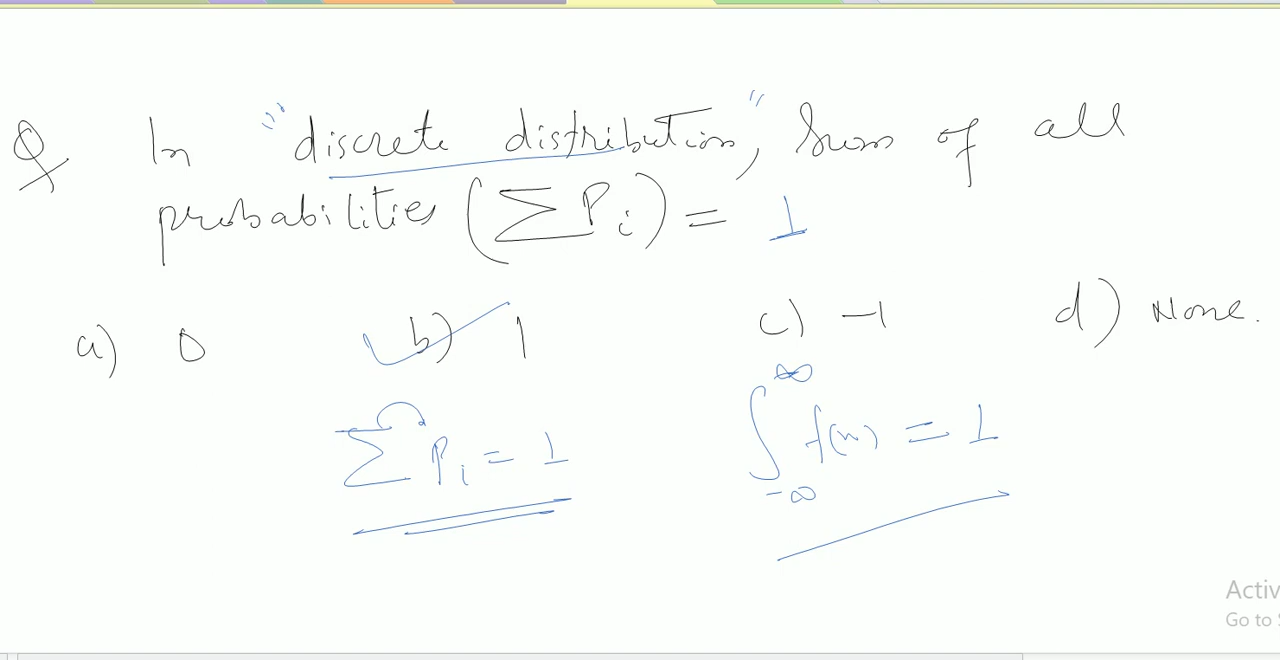 Q In "discrete distribution", Sum of all
probabilities (∑Pi) = 1
a) 0 b) 1 c) -1 d) None.
∑ Pi = 1
∞
∫ f(x) = 1
-∞
Activ
Go to S